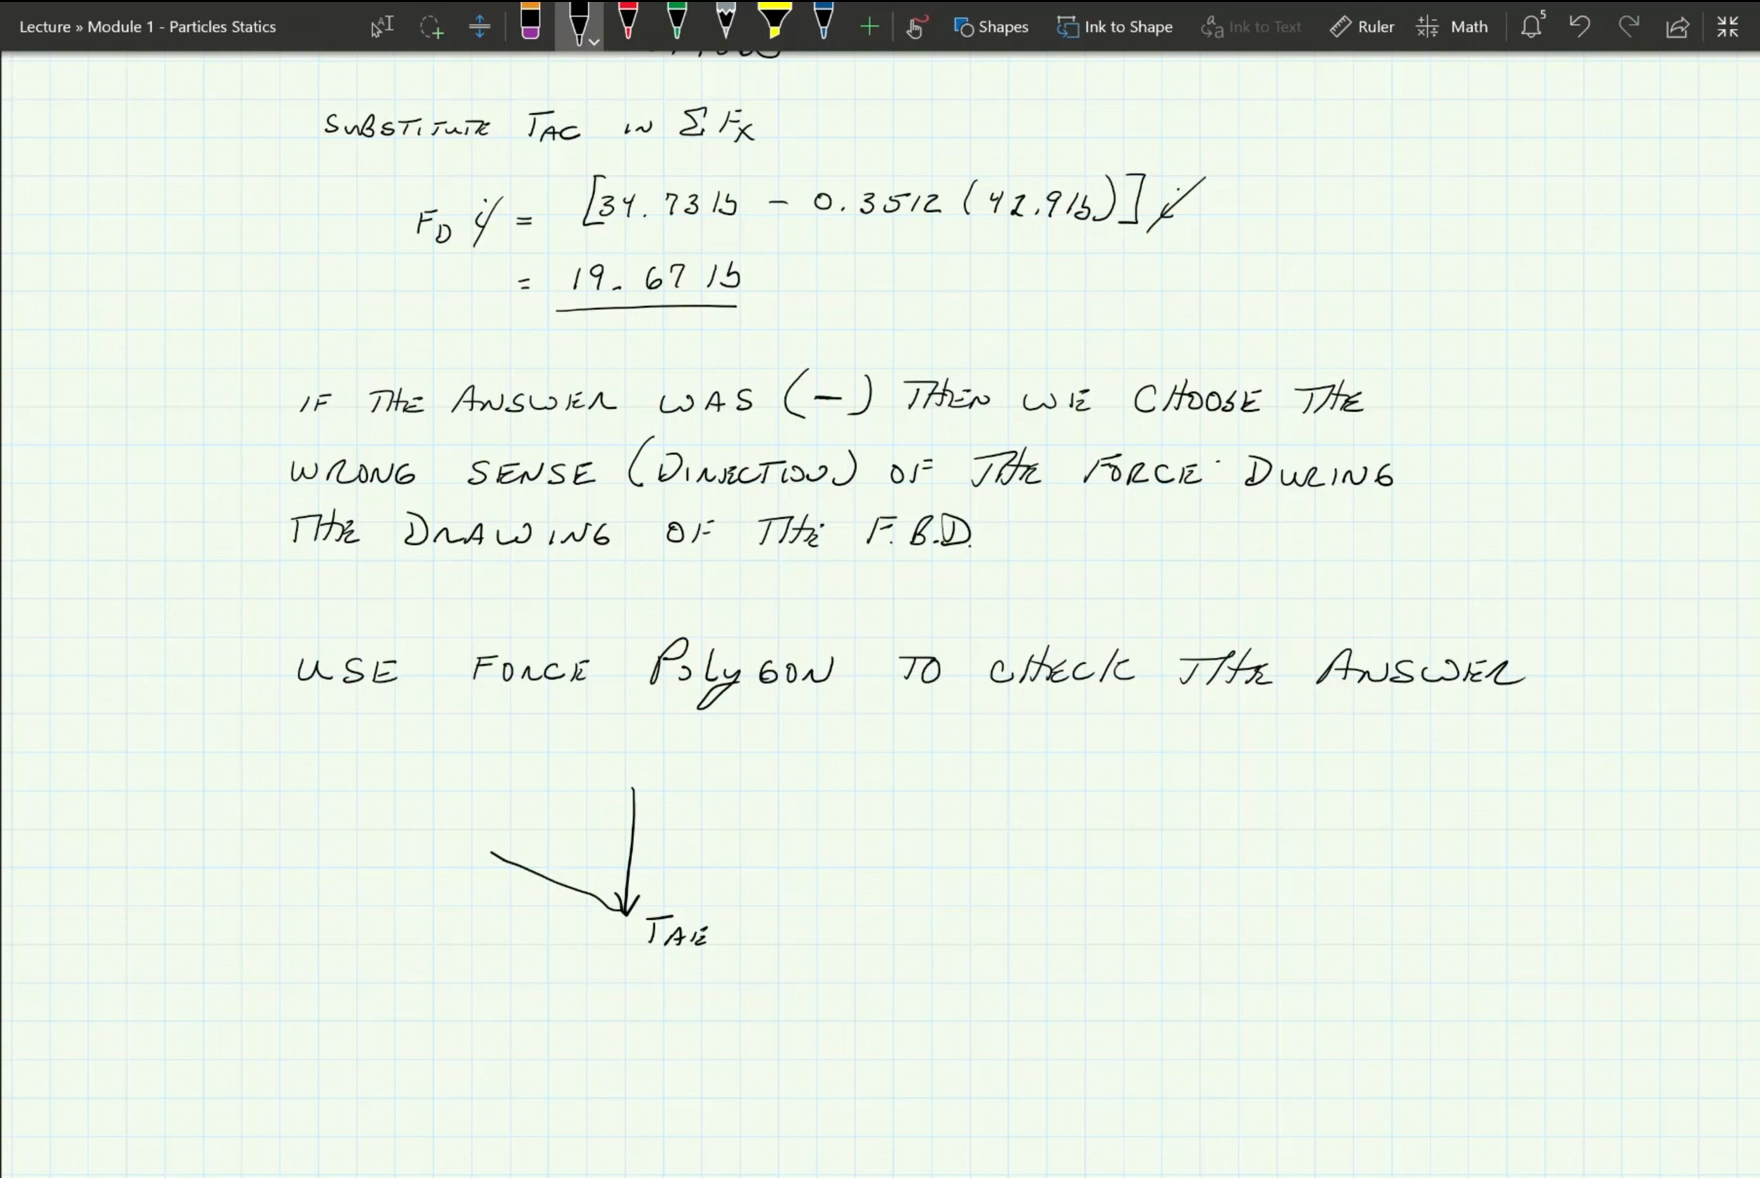 Lecture » Module 1 - Particles Statics
Shapes
Ink to Shape
Ink to Text
Ruler
Math
5
SUBSTITUTE TAC IN Σ FX
FD i = [34.73 lb - 0.3512 (42.9 lb)] i
= 19.67 lb
IF THE ANSWER WAS (-) THEN WE CHOOSE THE
WRONG SENSE (DIRECTION) OF THE FORCE DURING
THE DRAWING OF THE F.B.D.
USE FORCE POLYGON TO CHECK THE ANSWER
TAE